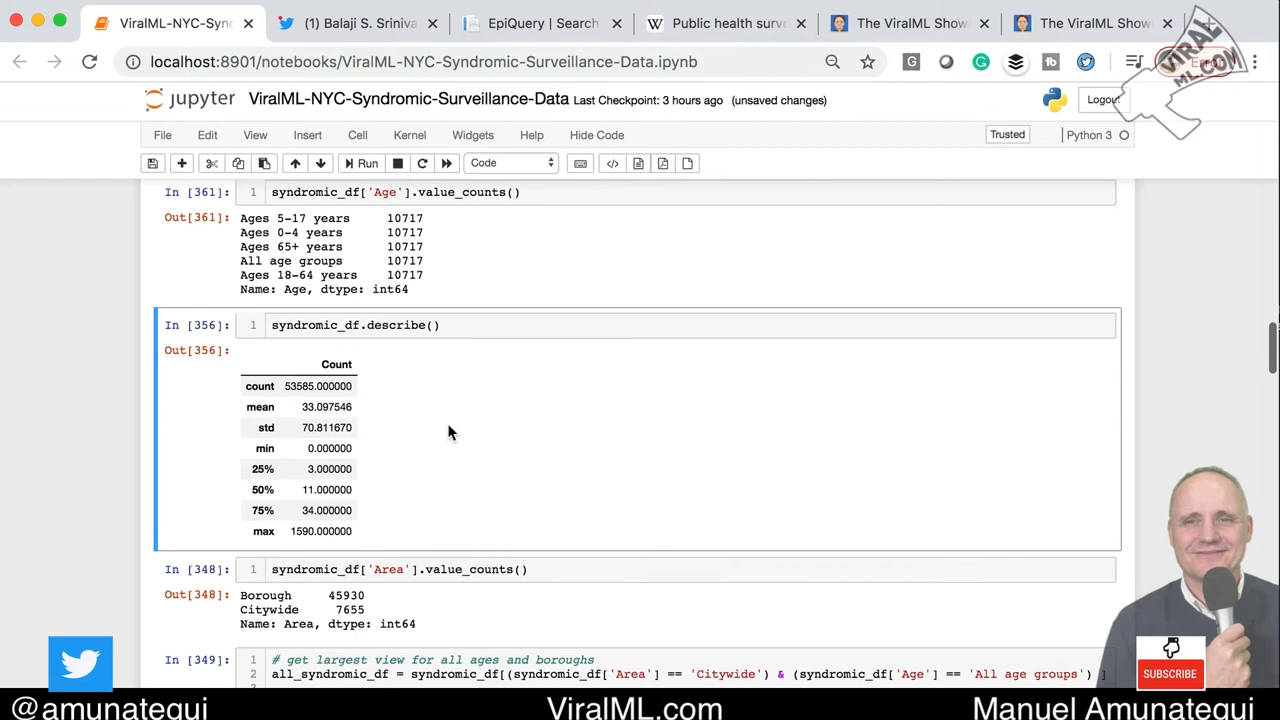 ViralML-NYC-Syndr
(1) Balaji S. Sriniva
EpiQuery | Search
Public health surve
The ViralML Show
The ViralML Show
localhost:8901/notebooks/ViralML-NYC-Syndromic-Surveillance-Data.ipynb
Error
VIRAL
ML.COM
jupyter ViralML-NYC-Syndromic-Surveillance-Data Last Checkpoint: 3 hours ago (unsaved changes)
Logout
File Edit View Insert Cell Kernel Widgets Help Hide Code
Trusted
Python 3
Run
Code
In [361]: 1 syndromic_df['Age'].value_counts()
Out[361]: Ages 5-17 years 10717
Ages 0-4 years 10717
Ages 65+ years 10717
All age groups 10717
Ages 18-64 years 10717
Name: Age, dtype: int64
In [356]: 1 syndromic_df.describe()
Out[356]:
Count
count 53585.000000
mean 33.097546
std 70.811670
min 0.000000
25% 3.000000
50% 11.000000
75% 34.000000
max 1590.000000
In [348]: 1 syndromic_df['Area'].value_counts()
Out[348]: Borough 45930
Citywide 7655
Name: Area, dtype: int64
In [349]: 1 # get largest view for all ages and boroughs
2 all_syndromic_df = syndromic_df[(syndromic_df['Area'] == 'Citywide') & (syndromic_df['Age'] == 'All age groups') ]
SUBSCRIBE
@amunategui
ViralML.com
Manuel Amunategui